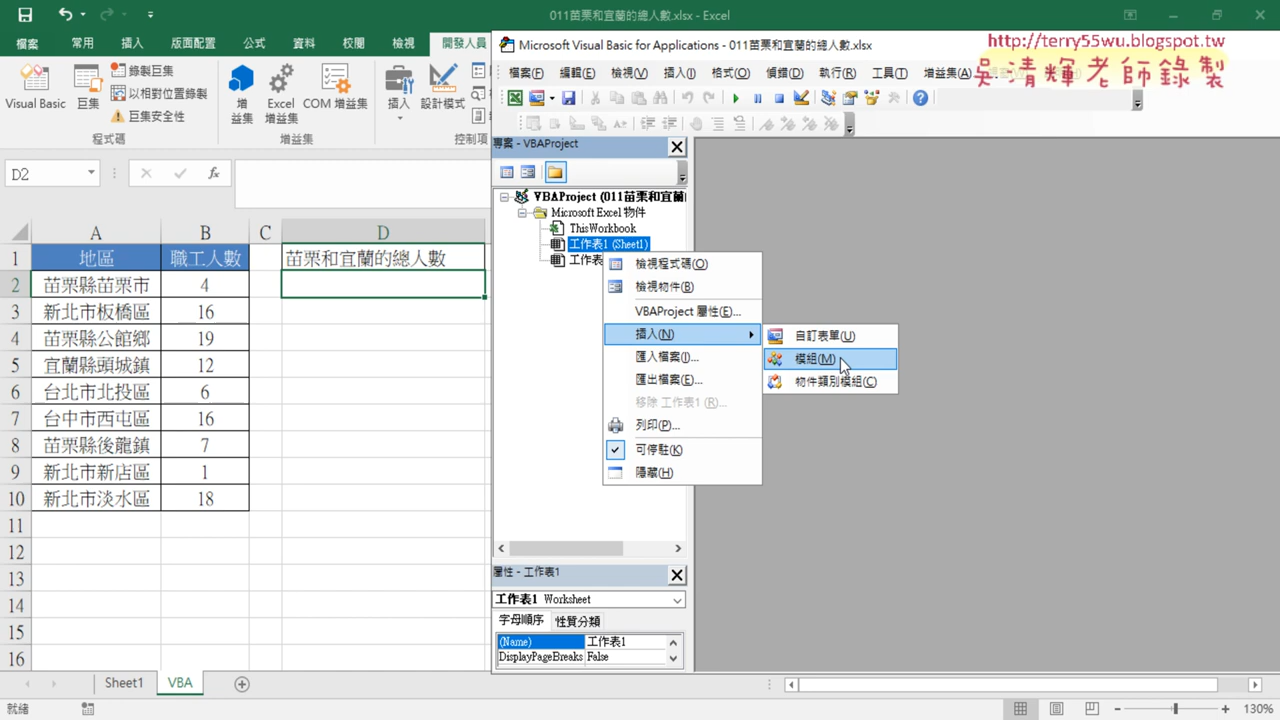 011苗栗和宜蘭的總人數.xlsx - Excel
檔案 常用 插入 版面配置 公式 資料 校閱 檢視 開發人員
Visual Basic
巨集
錄製巨集
以相對位置錄製
巨集安全性
程式碼
增益集
Excel 增益集
COM 增益集
增益集
插入
設計模式
控制項
D2
fx
A B C D
1 地區 職工人數 苗栗和宜蘭的總人數
2 苗栗縣苗栗市 4
3 新北市板橋區 16
4 苗栗縣公館鄉 19
5 宜蘭縣頭城鎮 12
6 台北市北投區 6
7 台中市西屯區 16
8 苗栗縣後龍鎮 7
9 新北市新店區 1
10 新北市淡水區 18
11
12
13
14
15
16
Sheet1 VBA
就緒
130%
Microsoft Visual Basic for Applications - 011苗栗和宜蘭的總人數.xlsx
http://terry55wu.blogspot.tw
吳清輝老師錄製
檔案(F) 編輯(E) 檢視(V) 插入(I) 格式(O) 偵錯(D) 執行(R) 工具(T) 增益集(A)
專案 - VBAProject
VBAProject (011苗栗和宜蘭的
Microsoft Excel 物件
ThisWorkbook
工作表1 (Sheet1)
工作表
檢視程式碼(O)
檢視物件(B)
VBAProject 屬性(E)...
插入(N)
匯入檔案(I)...
匯出檔案(E)...
移除 工作表1 (R)...
列印(P)...
可停駐(K)
隱藏(H)
自訂表單(U)
模組(M)
物件類別模組(C)
屬性 - 工作表1
工作表1 Worksheet
字母順序 性質分類
(Name) 工作表1
DisplayPageBreaks False